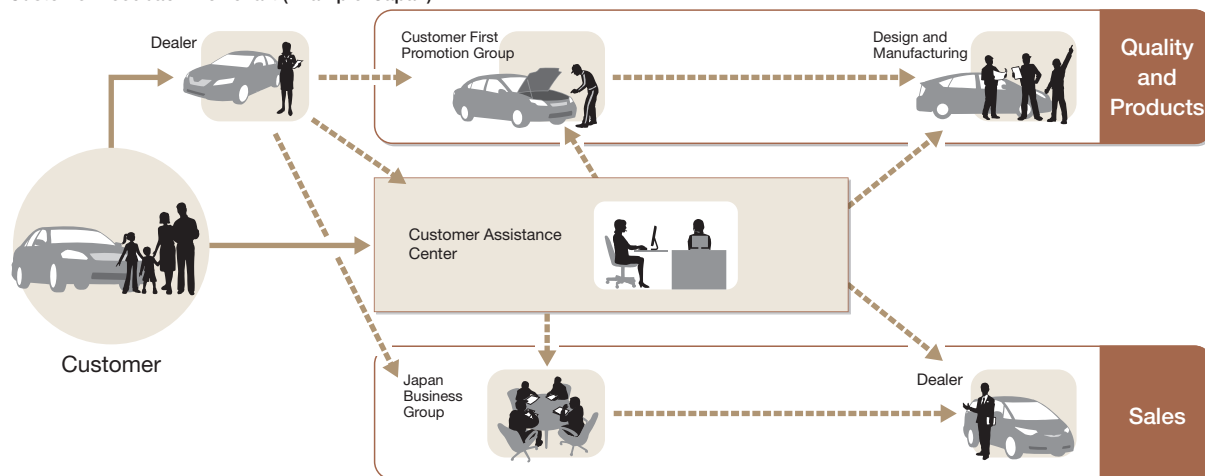 Dealer
Customer First
Promotion Group
Design and
Manufacturing
Quality
and
Products
Customer Assistance
Center
Customer
Japan
Business
Group
Dealer
Sales